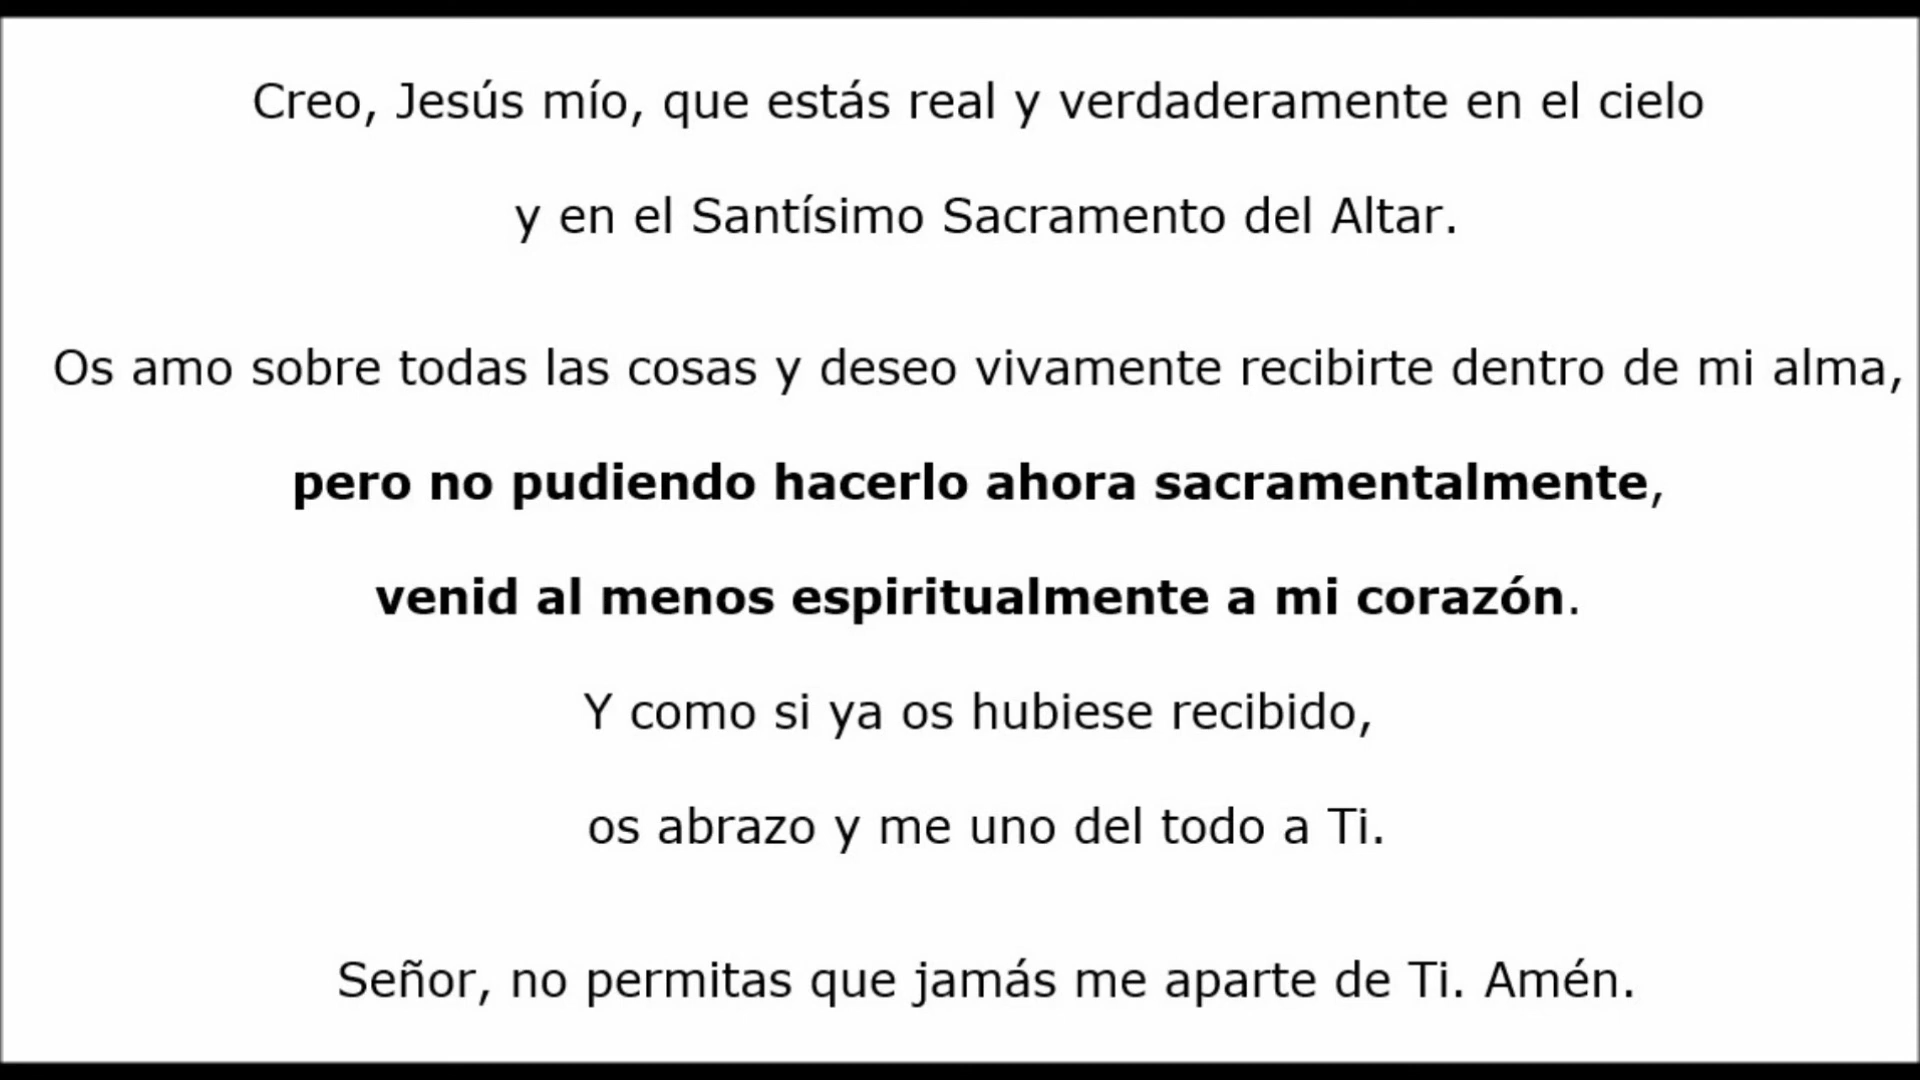 Creo, Jesús mío, que estás real y verdaderamente en el cielo
y en el Santísimo Sacramento del Altar.
Os amo sobre todas las cosas y deseo vivamente recibirte dentro de mi alma,
pero no pudiendo hacerlo ahora sacramentalmente,
venid al menos espiritualmente a mi corazón.
Y como si ya os hubiese recibido,
os abrazo y me uno del todo a Ti.
Señor, no permitas que jamás me aparte de Ti. Amén.